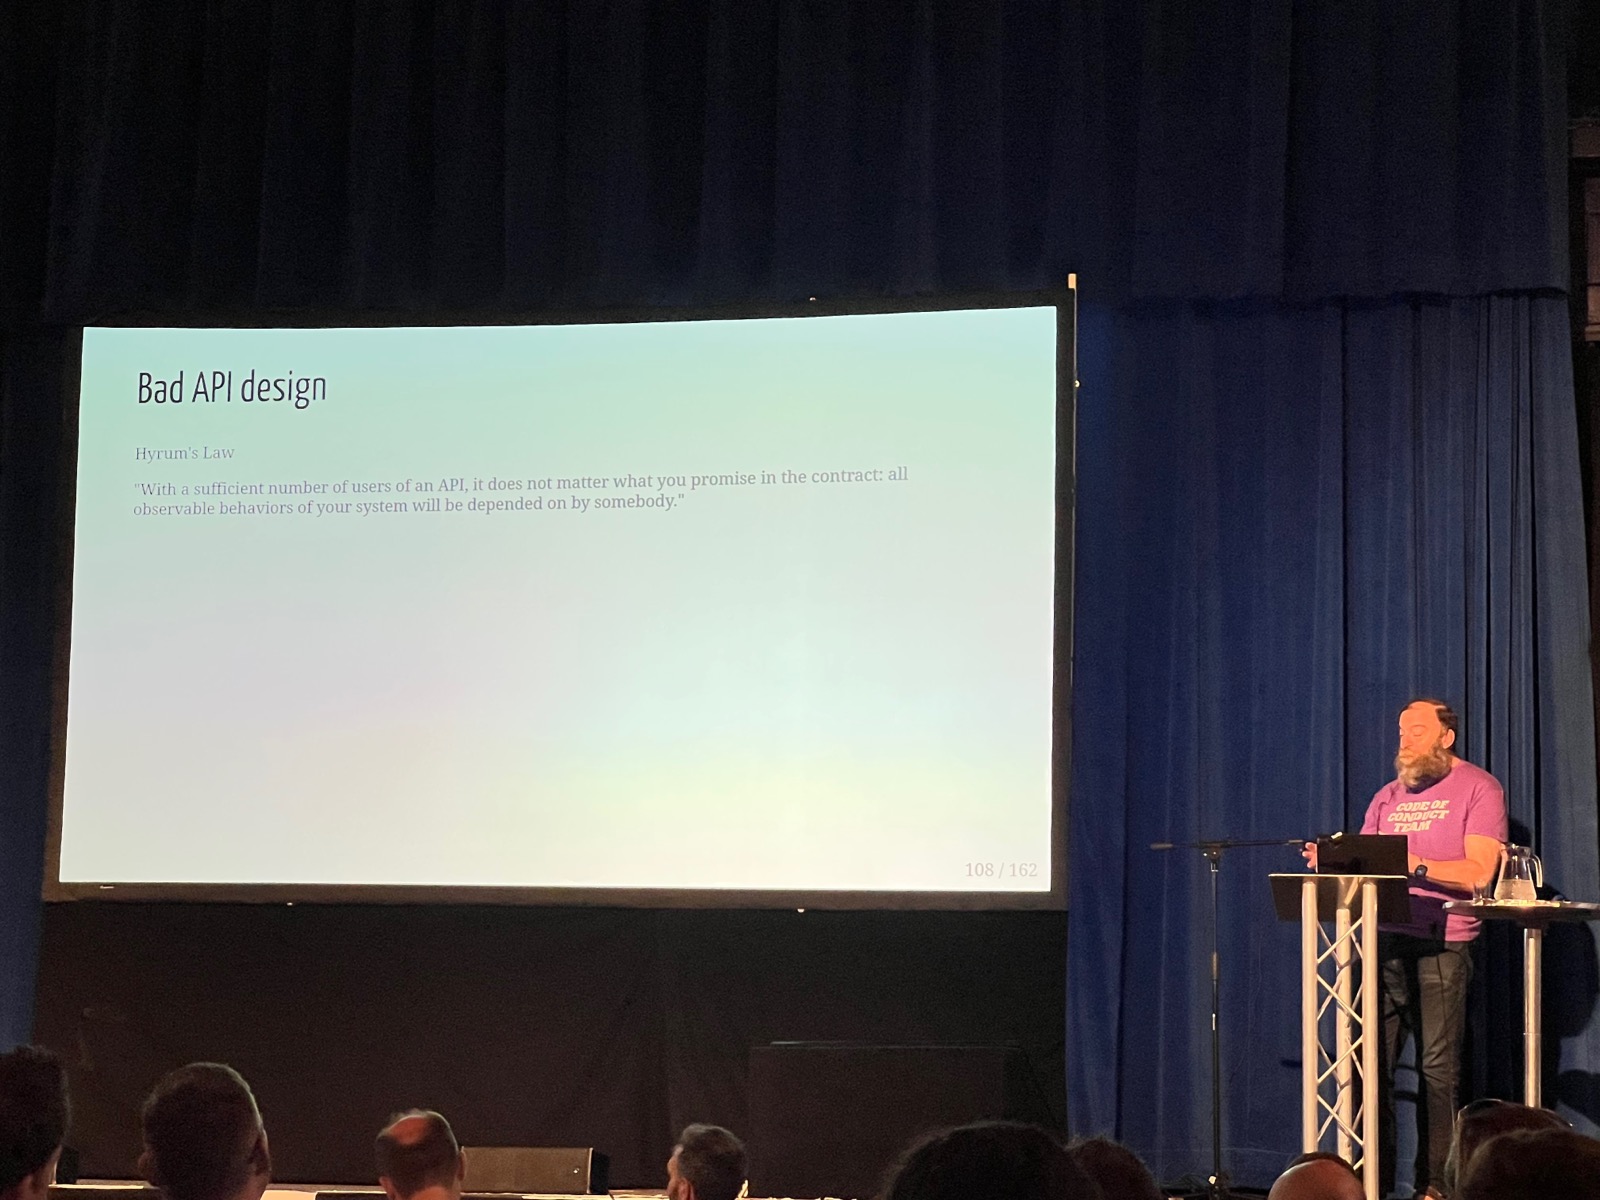 Bad API design
Hyrum's Law
"With a sufficient number of users of an API, it does not matter what you promise in the contract: all
observable behaviors of your system will be depended on by somebody."
108 / 162
CODE OF
CONDUCT
TEAM